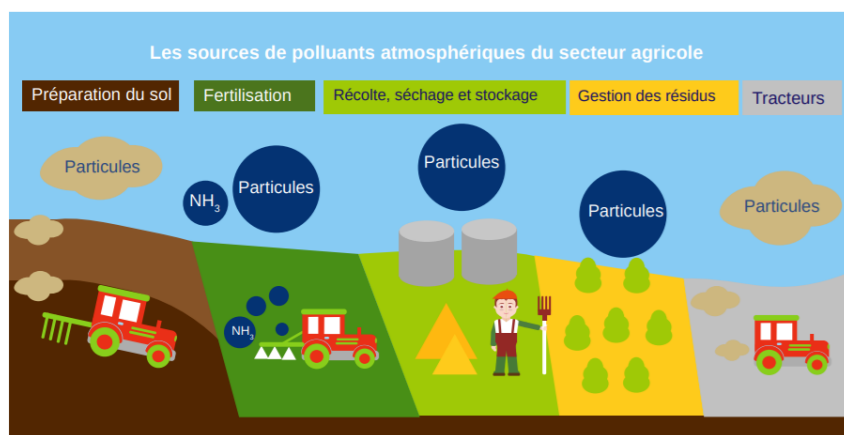 Les sources de polluants atmosphériques du secteur agricole
Préparation du sol
Fertilisation
Récolte, séchage et stockage
Gestion des résidus
Tracteurs
Particules
NH₃
Particules
Particules
Particules
Particules
NH₃